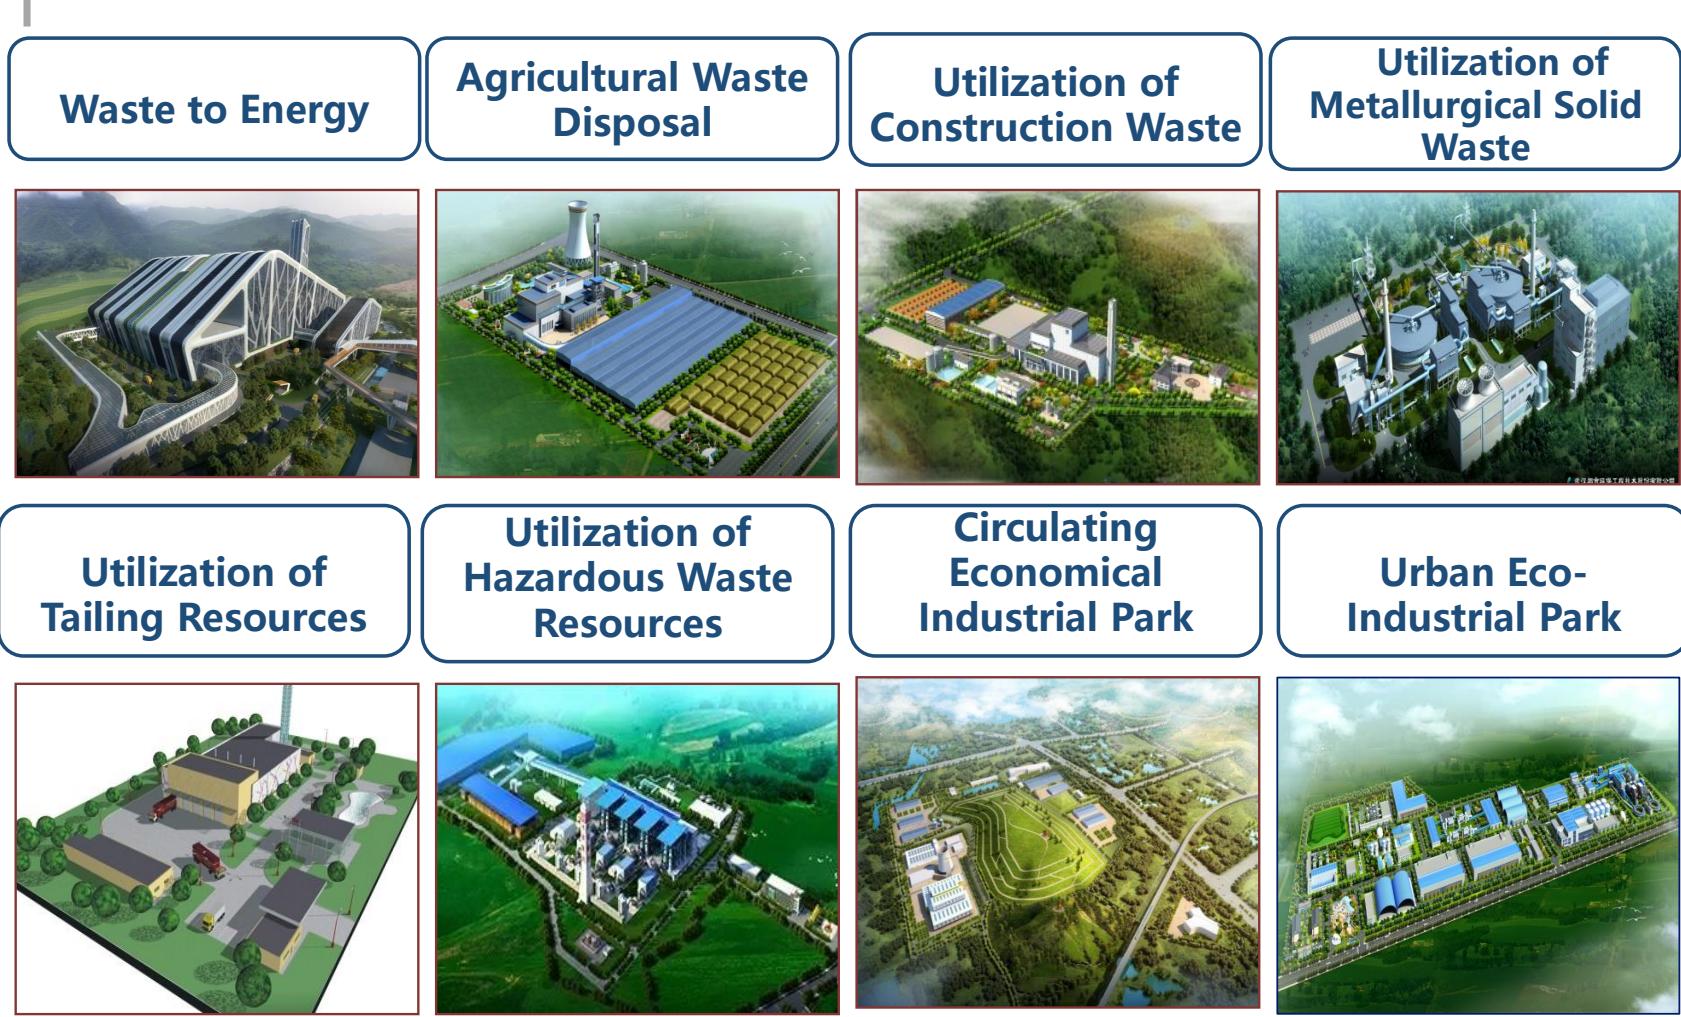 Waste to Energy
Agricultural Waste
Disposal
Utilization of
Construction Waste
Utilization of
Metallurgical Solid
Waste
Utilization of
Tailing Resources
Utilization of
Hazardous Waste
Resources
Circulating
Economical
Industrial Park
Urban Eco-
Industrial Park